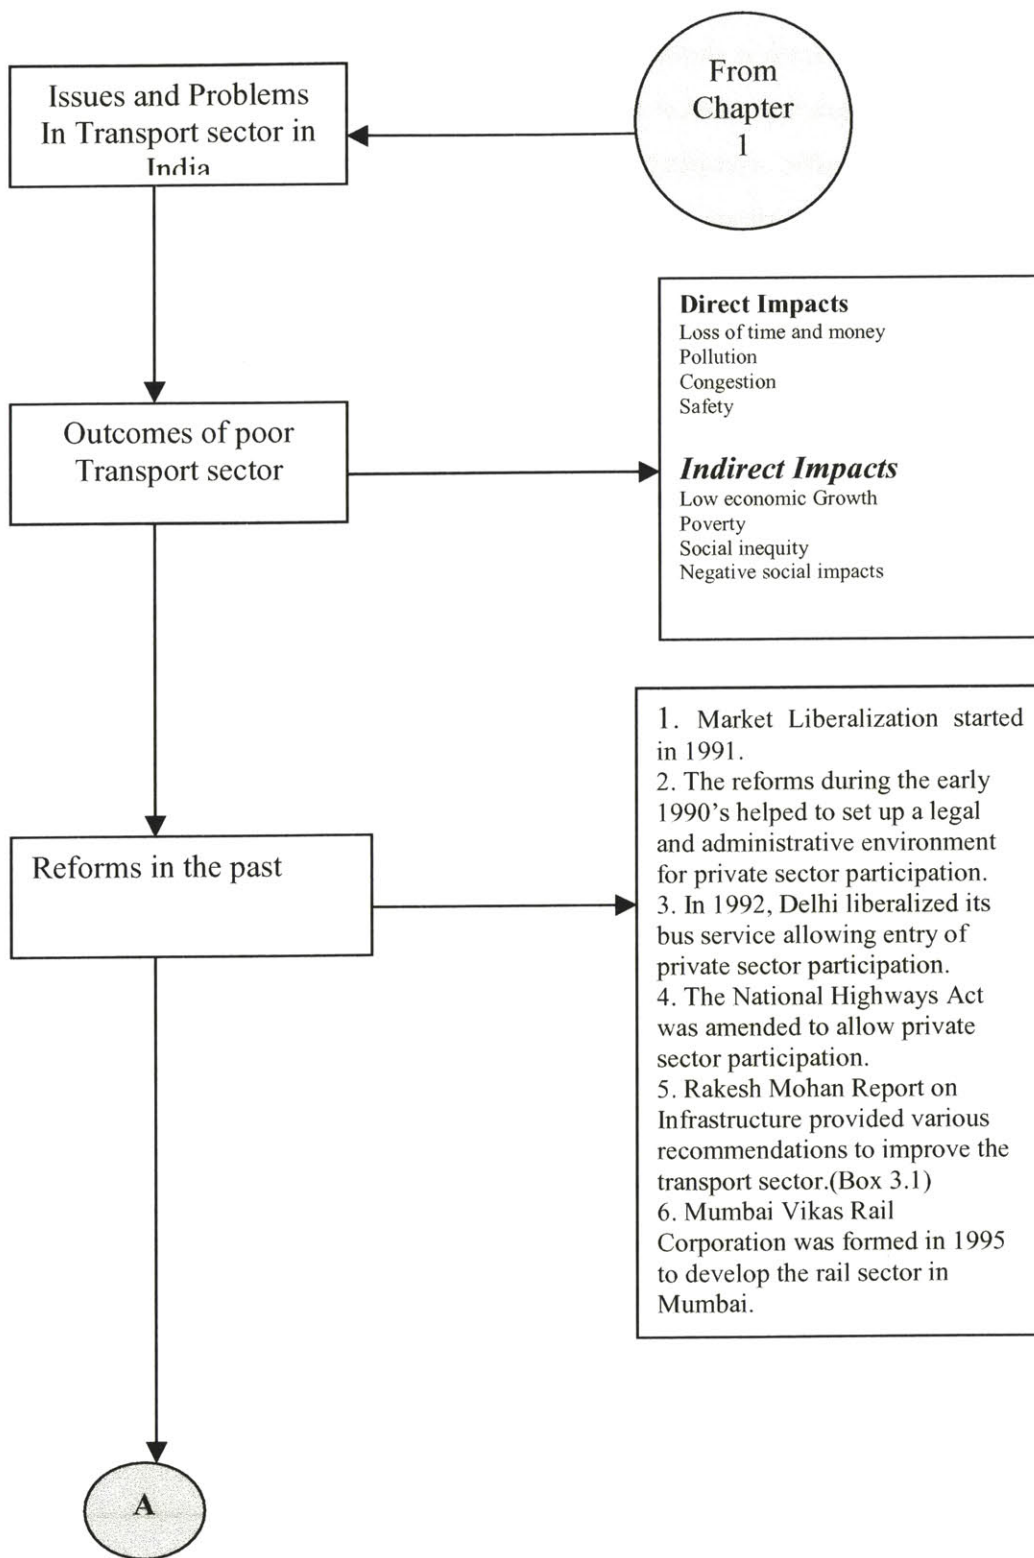 From
Chapter
1
Issues and Problems
In Transport sector in
India
Direct Impacts
Loss of time and money
Pollution
Congestion
Safety
Indirect Impacts
Low economic Growth
Poverty
Social inequity
Negative social impacts
Outcomes of poor
Transport sector
Reforms in the past
1. Market Liberalization started
in 1991.
2. The reforms during the early
1990's helped to set up a legal
and administrative environment
for private sector participation.
3. In 1992, Delhi liberalized its
bus service allowing entry of
private sector participation.
4. The National Highways Act
was amended to allow private
sector participation.
5. Rakesh Mohan Report on
Infrastructure provided various
recommendations to improve the
transport sector.(Box 3.1)
6. Mumbai Vikas Rail
Corporation was formed in 1995
to develop the rail sector in
Mumbai.
A